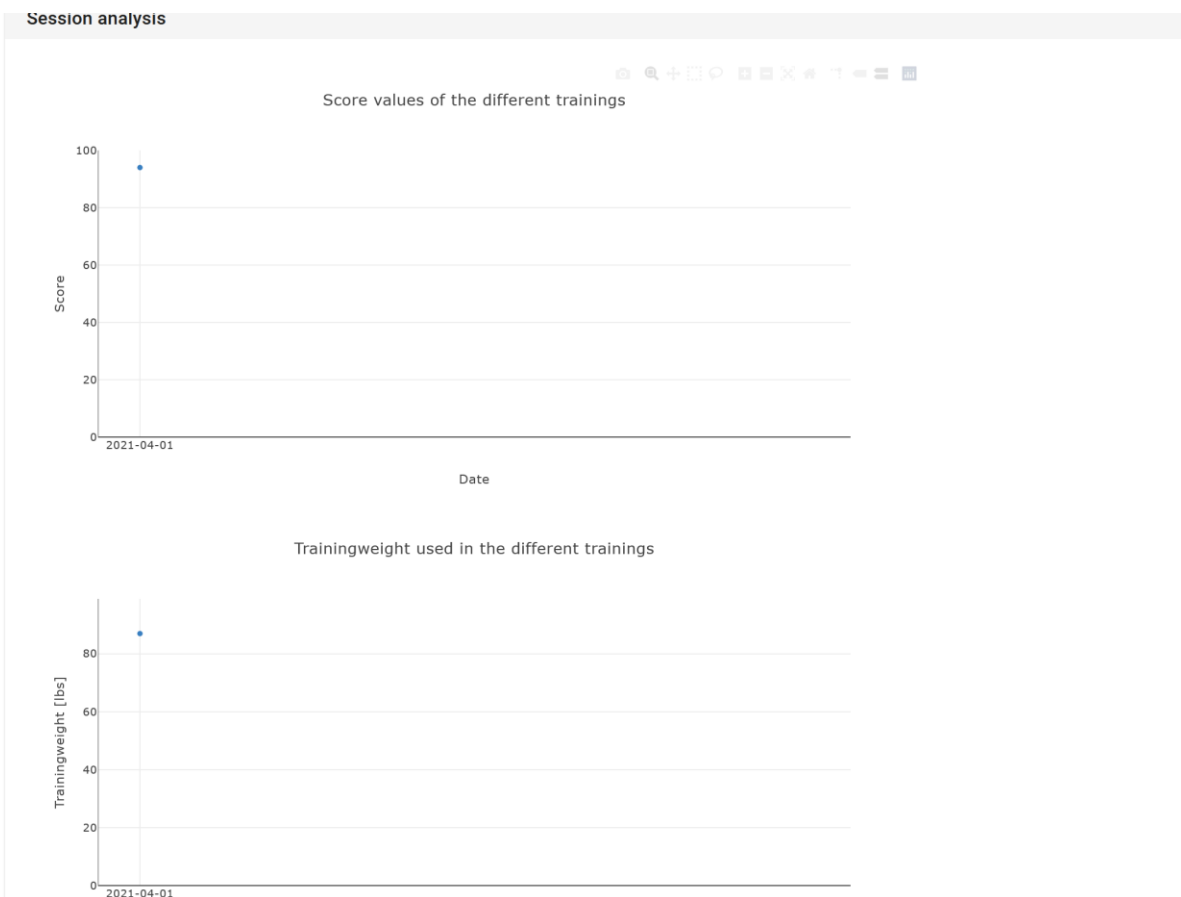 Session analysis
Score values of the different trainings
100
80
60
40
20
0
Score
2021-04-01
Date
Trainingweight used in the different trainings
80
60
40
20
0
Trainingweight [lbs]
2021-04-01